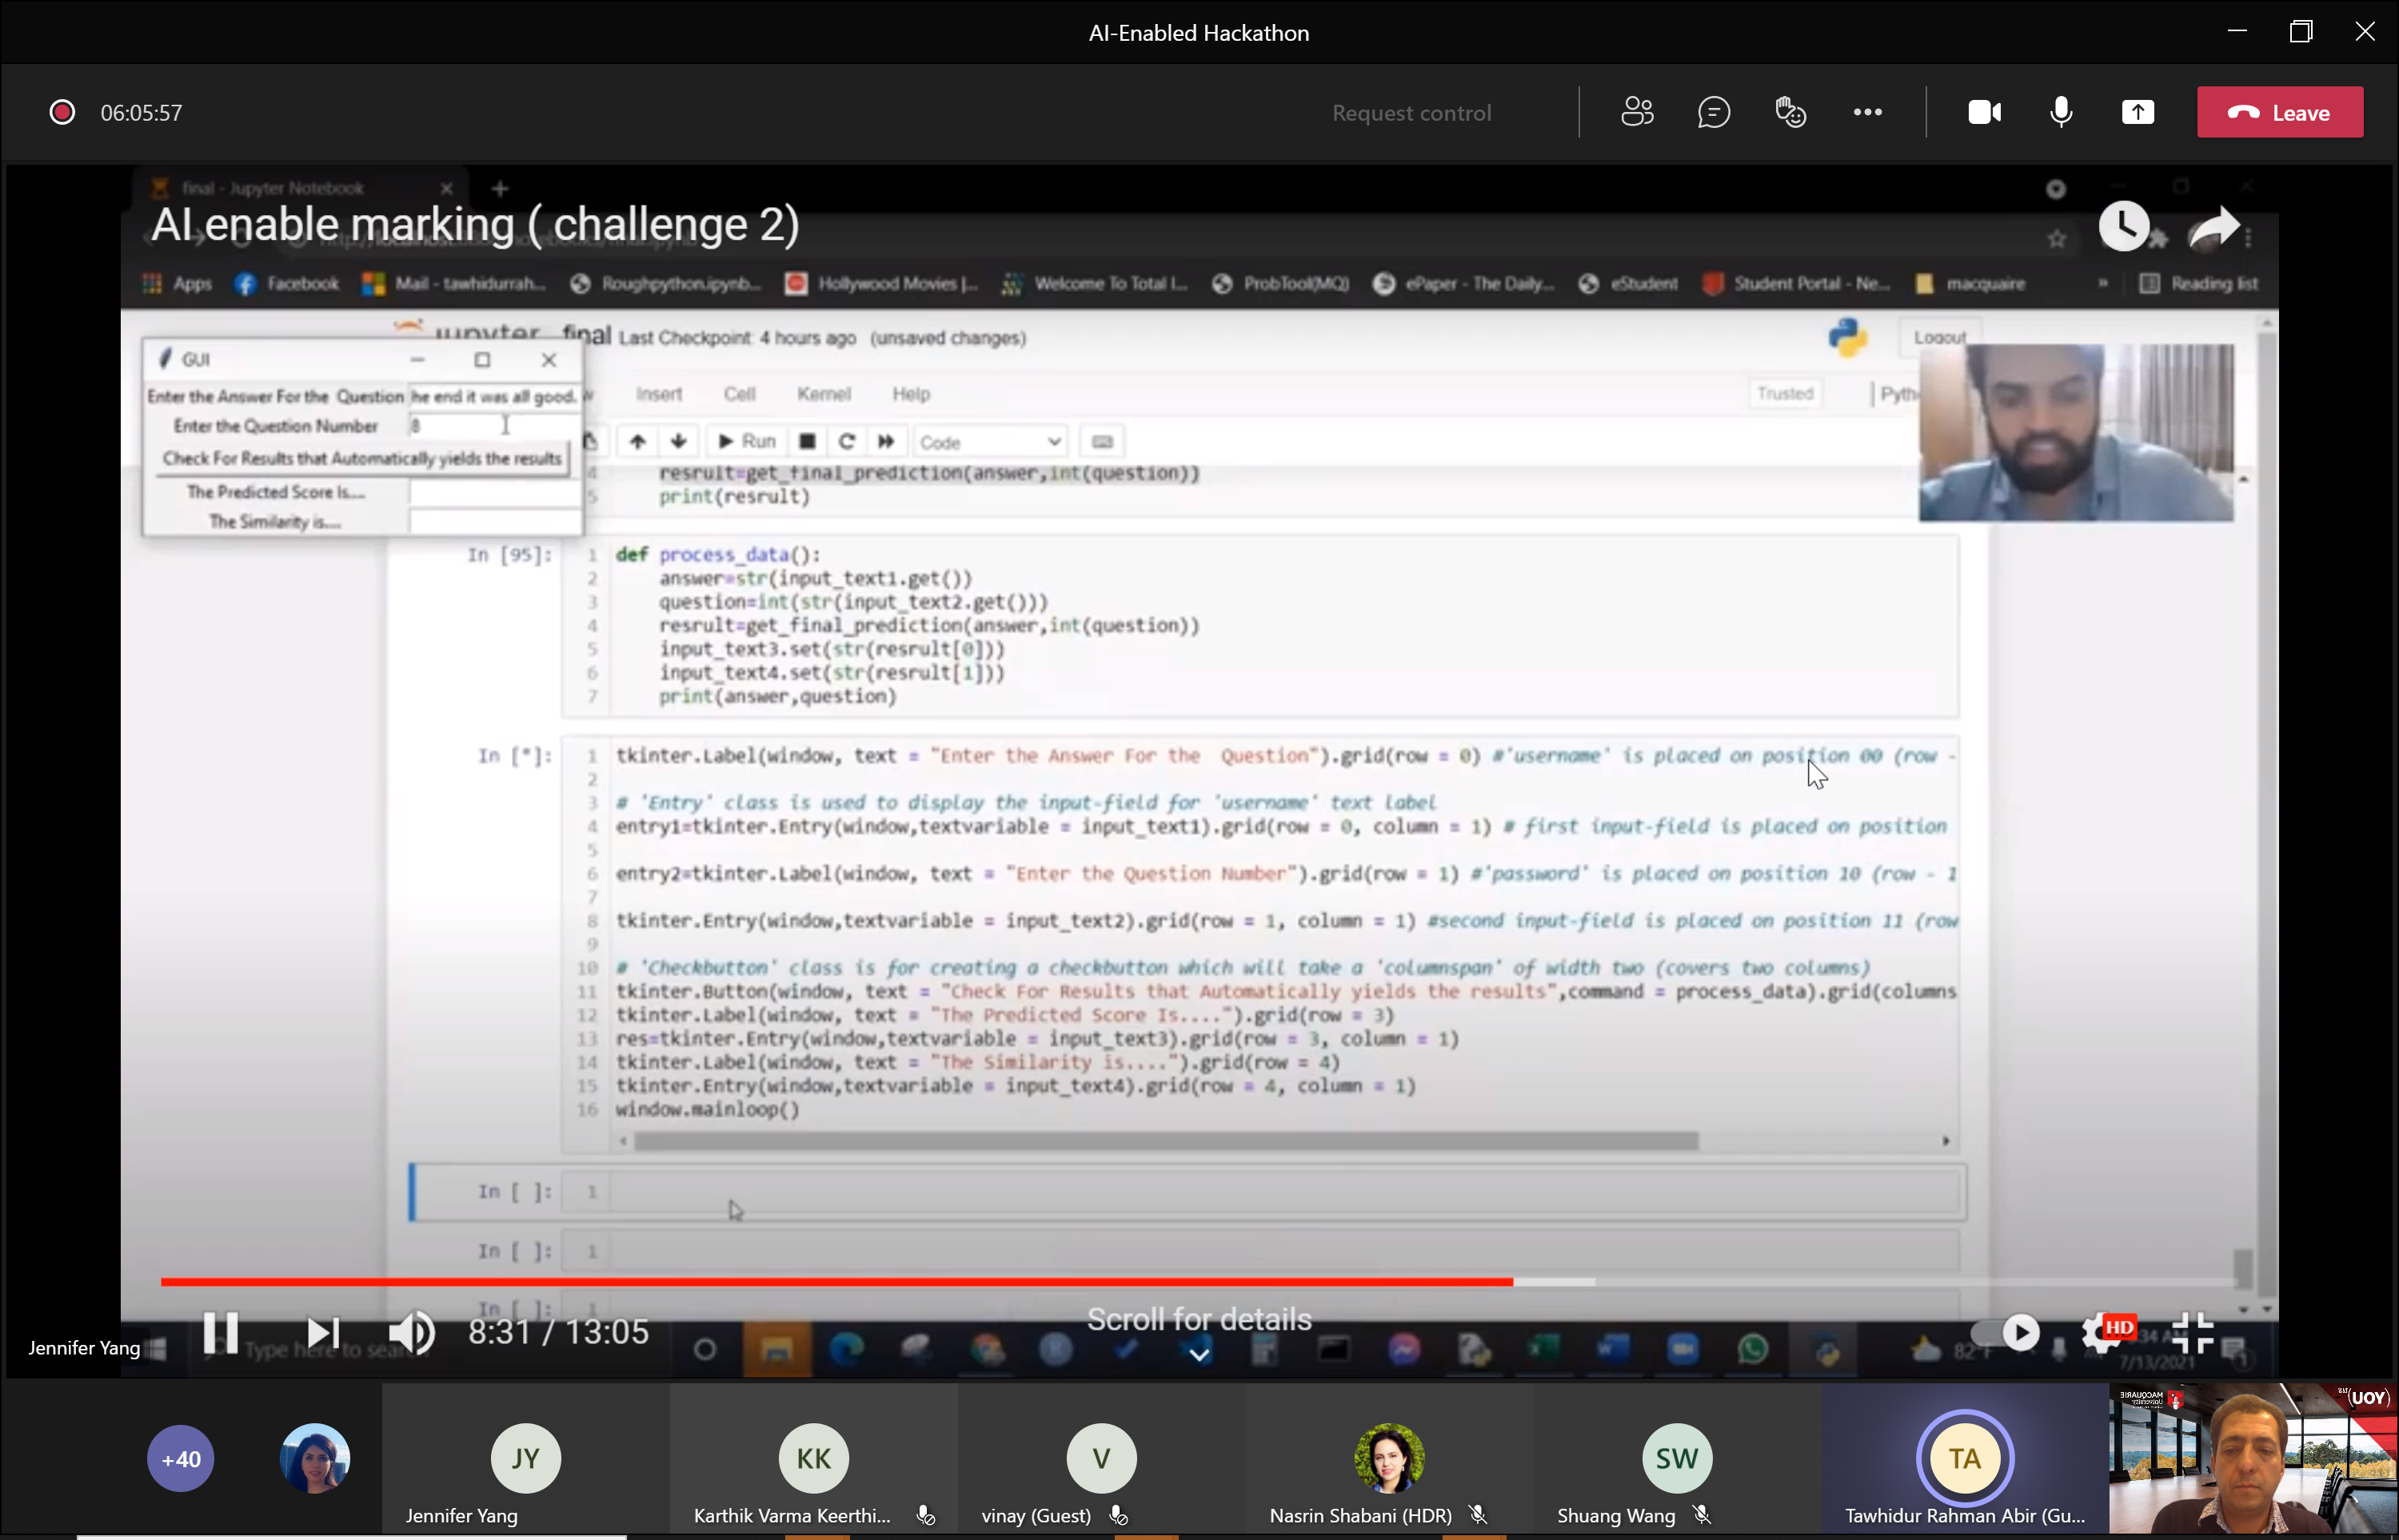 AI-Enabled Hackathon
06:05:57
Request control
Leave
final - Jupyter Notebook
AI enable marking ( challenge 2)
Apps
Facebook
Mail - tawhidurrah...
Roughpython.ipynb...
Hollywood Movies |...
Welcome To Total I...
ProbTool(MQ)
ePaper - The Daily...
eStudent
Student Portal - Ne...
macquaire
»
Reading list
final Last Checkpoint: 4 hours ago (unsaved changes)
Logout
GUI
Enter the Answer For the Question he end it was all good.
Enter the Question Number 8
Check For Results that Automatically yields the results
The Predicted Score Is....
The Similarity is....
Insert
Cell
Kernel
Help
Trusted
Run
Code
4 resrult=get_final_prediction(answer,int(question))
5 print(resrult)
In [95]:
1 def process_data():
2 answer=str(input_text1.get())
3 question=int(str(input_text2.get()))
4 resrult=get_final_prediction(answer,int(question))
5 input_text3.set(str(resrult[0]))
6 input_text4.set(str(resrult[1]))
7 print(answer,question)
In [*]:
1 tkinter.Label(window, text = "Enter the Answer For the  Question").grid(row = 0) #'username' is placed on position 00 (row -
2
3 # 'Entry' class is used to display the input-field for 'username' text label
4 entry1=tkinter.Entry(window,textvariable = input_text1).grid(row = 0, column = 1) # first input-field is placed on position
5
6 entry2=tkinter.Label(window, text = "Enter the Question Number").grid(row = 1) #'password' is placed on position 10 (row - 1
7
8 tkinter.Entry(window,textvariable = input_text2).grid(row = 1, column = 1) #second input-field is placed on position 11 (row
9
10 # 'Checkbutton' class is for creating a checkbutton which will take a 'columnspan' of width two (covers two columns)
11 tkinter.Button(window, text = "Check For Results that Automatically yields the results",command = process_data).grid(columns
12 tkinter.Label(window, text = "The Predicted Score Is....").grid(row = 3)
13 res=tkinter.Entry(window,textvariable = input_text3).grid(row = 3, column = 1)
14 tkinter.Label(window, text = "The Similarity is....").grid(row = 4)
15 tkinter.Entry(window,textvariable = input_text4).grid(row = 4, column = 1)
16 window.mainloop()
In [ ]: 1
In [ ]: 1
In [ ]: 1
8:31 / 13:05
Scroll for details
HD
Jennifer Yang
Type here to sear
82°F
7/13/2021
+40
JY
Jennifer Yang
KK
Karthik Varma Keerthi...
V
vinay (Guest)
Nasrin Shabani (HDR)
SW
Shuang Wang
TA
Tawhidur Rahman Abir (Gu...
MACQUARIE
University
YOU